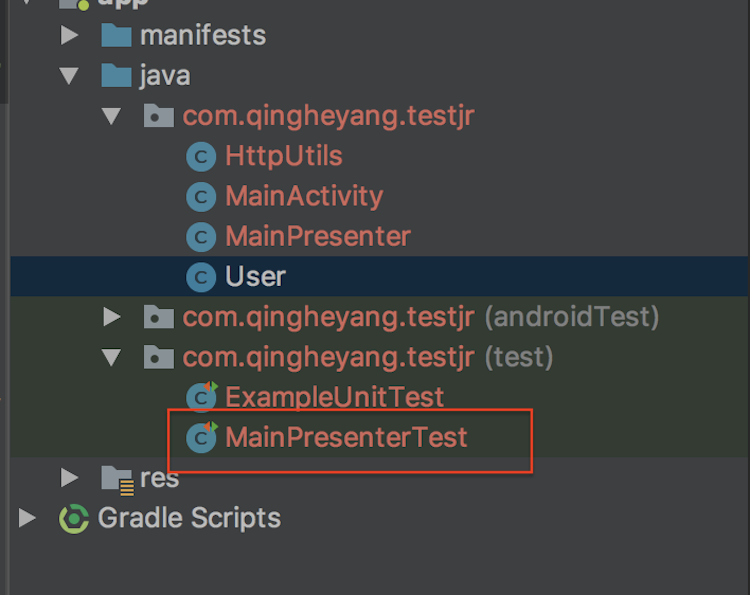 app
manifests
java
com.qingheyang.testjr
C HttpUtils
C MainActivity
C MainPresenter
C User
com.qingheyang.testjr (androidTest)
com.qingheyang.testjr (test)
C ExampleUnitTest
C MainPresenterTest
res
Gradle Scripts